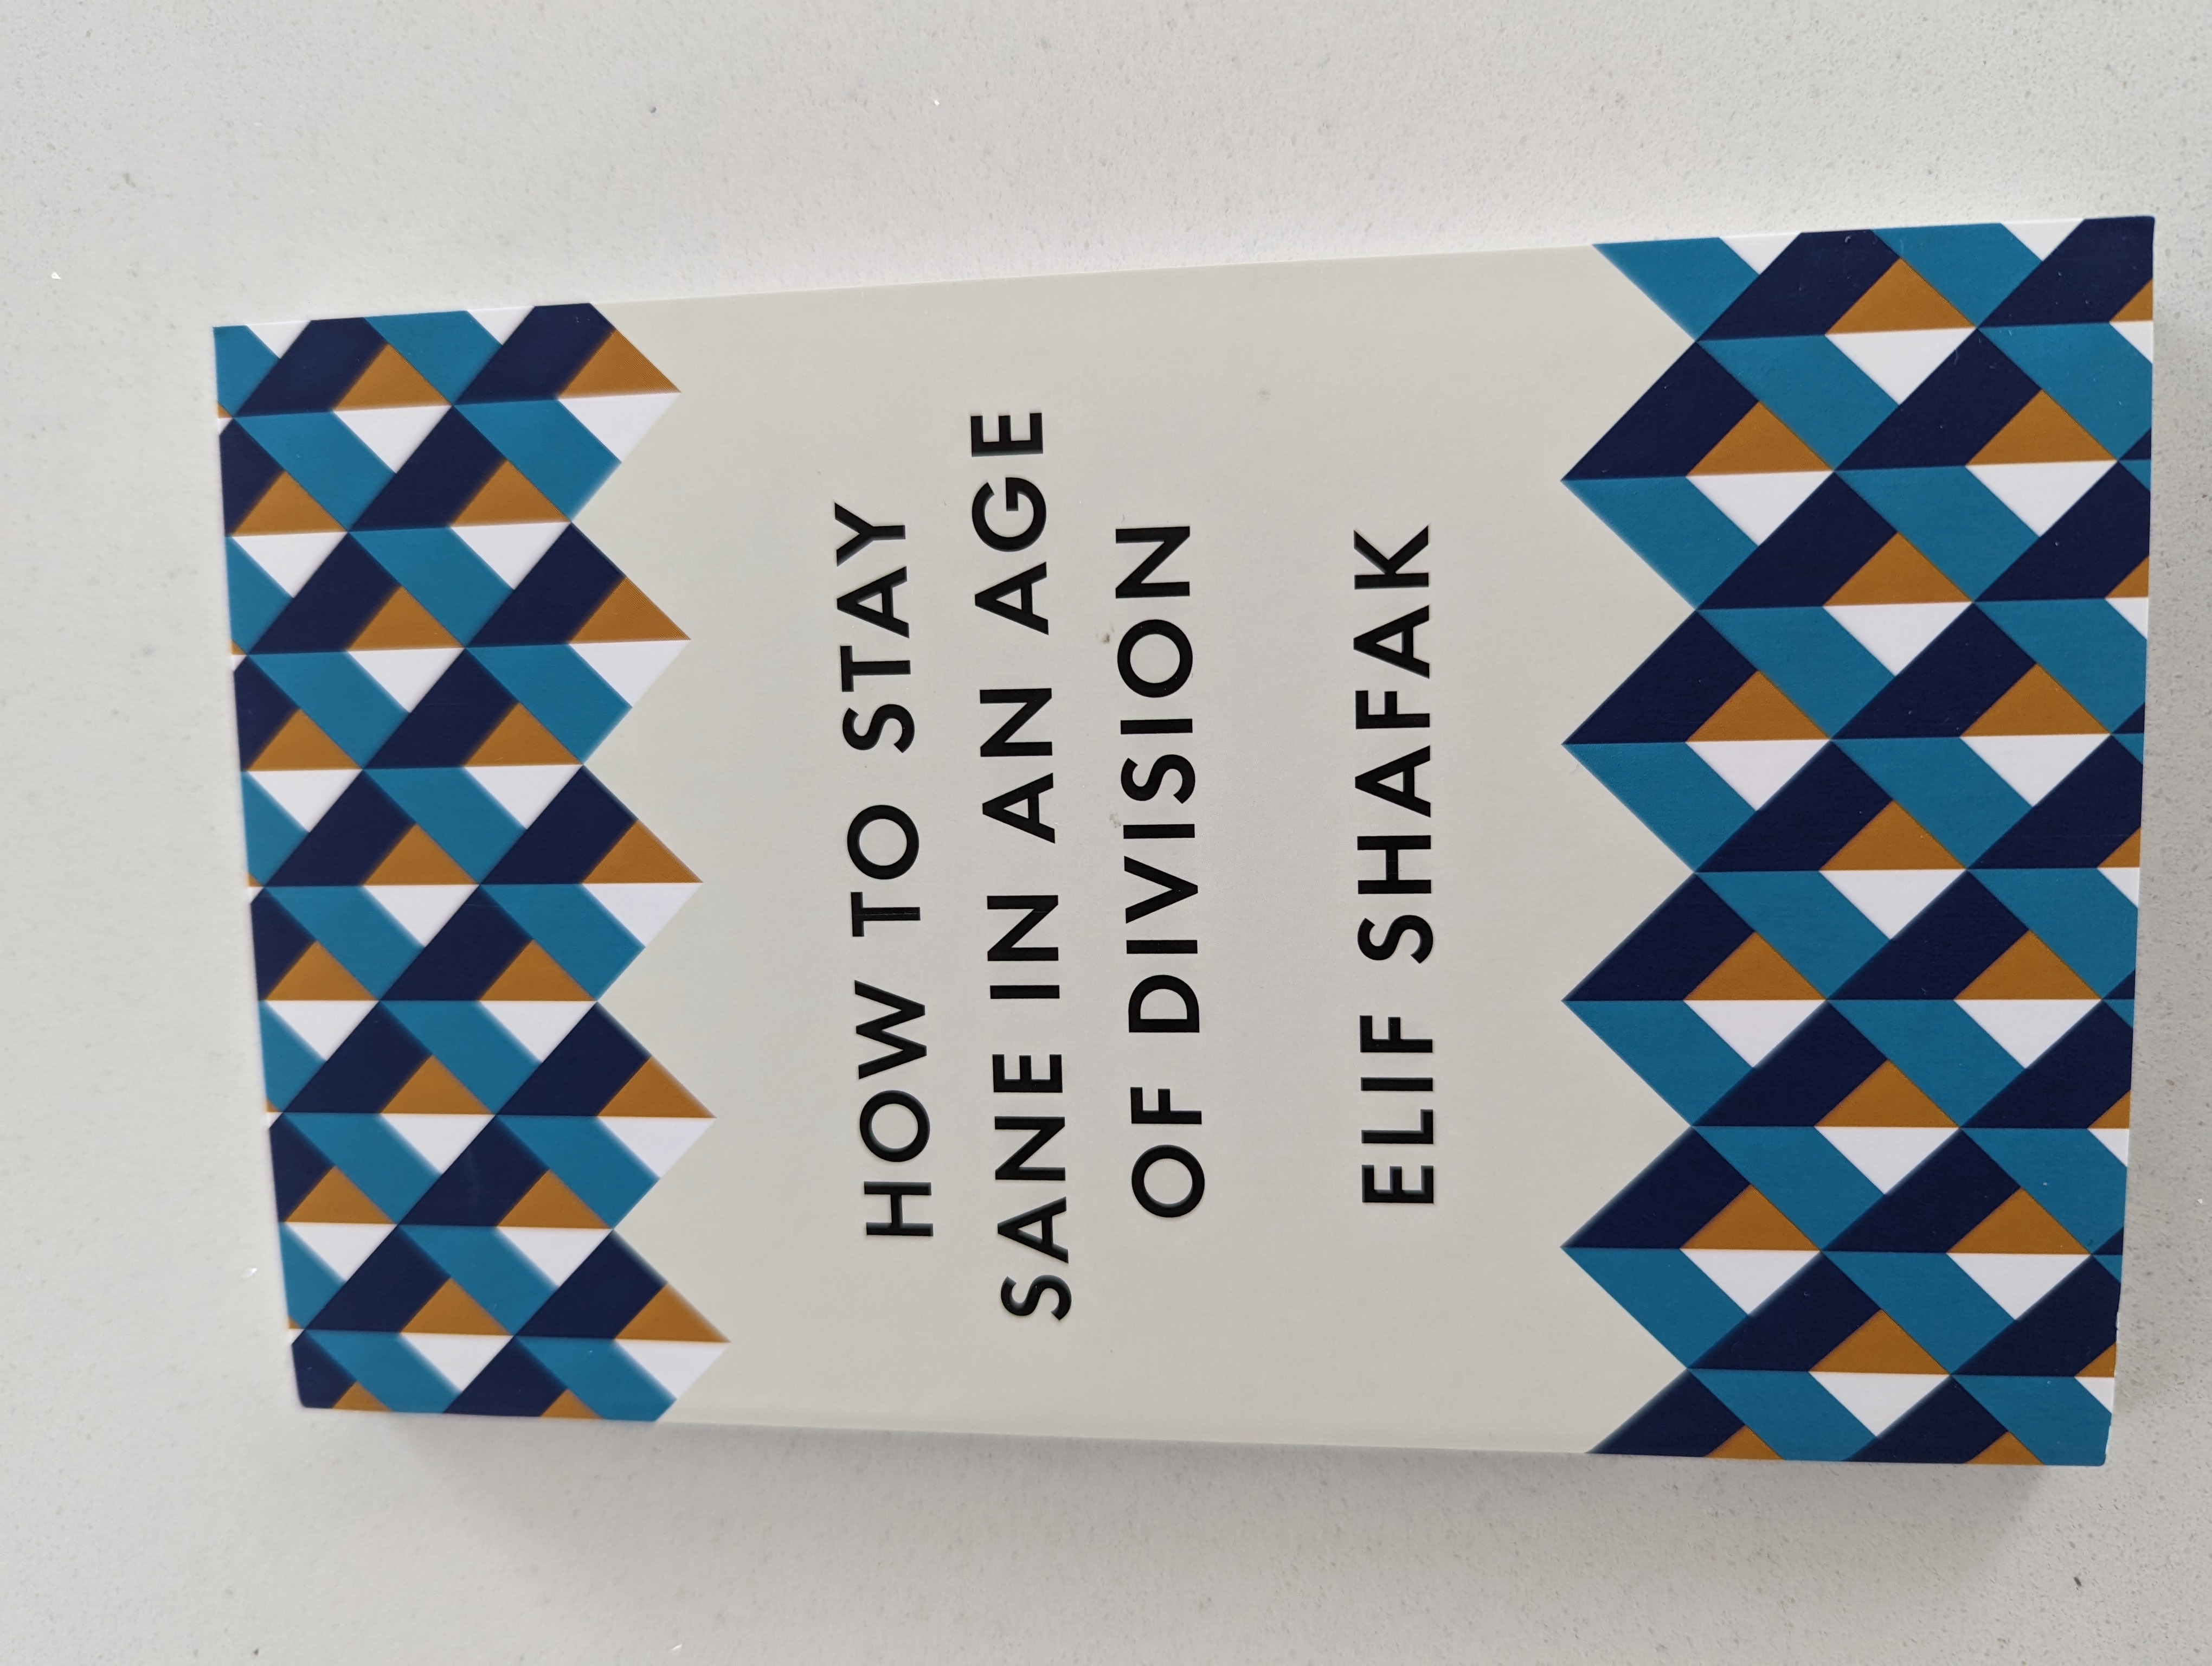 HOW TO STAY
SANE IN AN AGE
OF DIVISION
ELIF SHAFAK